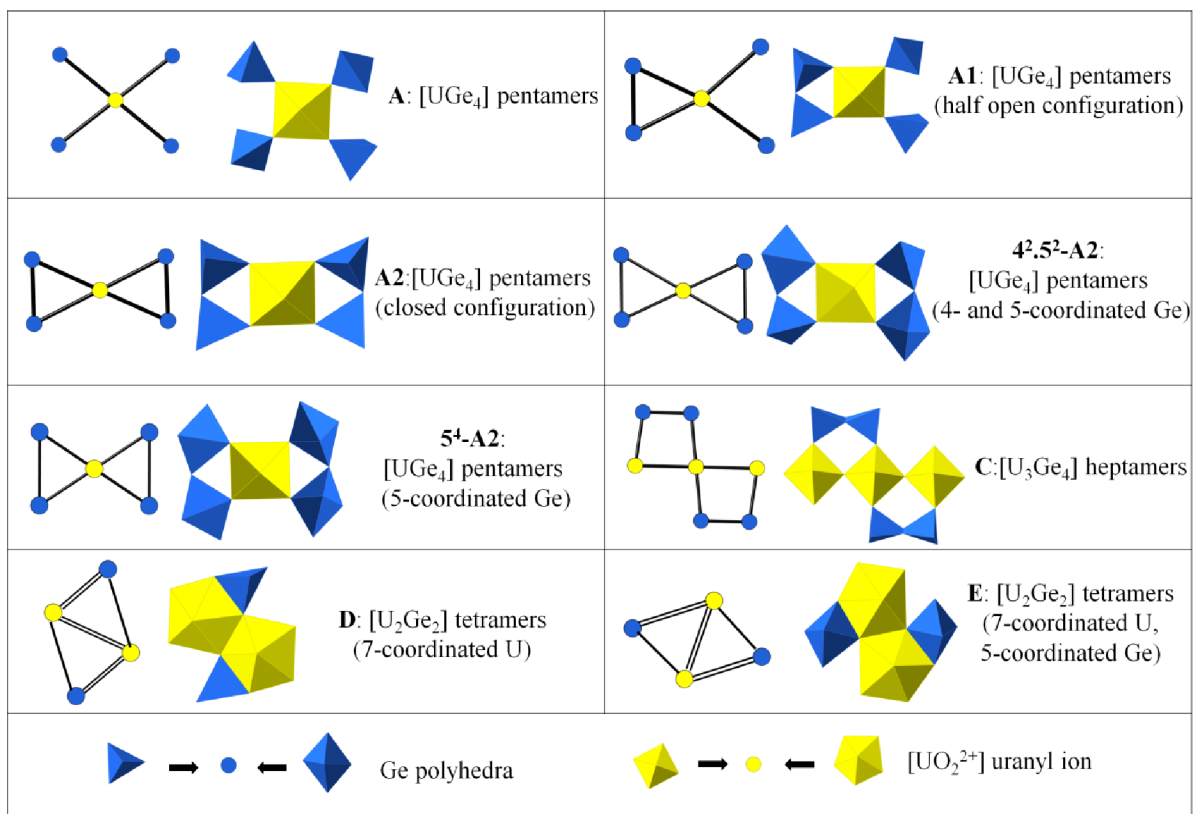 A: [UGe₄] pentamers
A1: [UGe₄] pentamers
(half open configuration)
A2:[UGe₄] pentamers
(closed configuration)
4².5²-A2:
[UGe₄] pentamers
(4- and 5-coordinated Ge)
5⁴-A2:
[UGe₄] pentamers
(5-coordinated Ge)
C:[U₃Ge₄] heptamers
D: [U₂Ge₂] tetramers
(7-coordinated U)
E: [U₂Ge₂] tetramers
(7-coordinated U,
5-coordinated Ge)
Ge polyhedra
[UO₂²⁺] uranyl ion